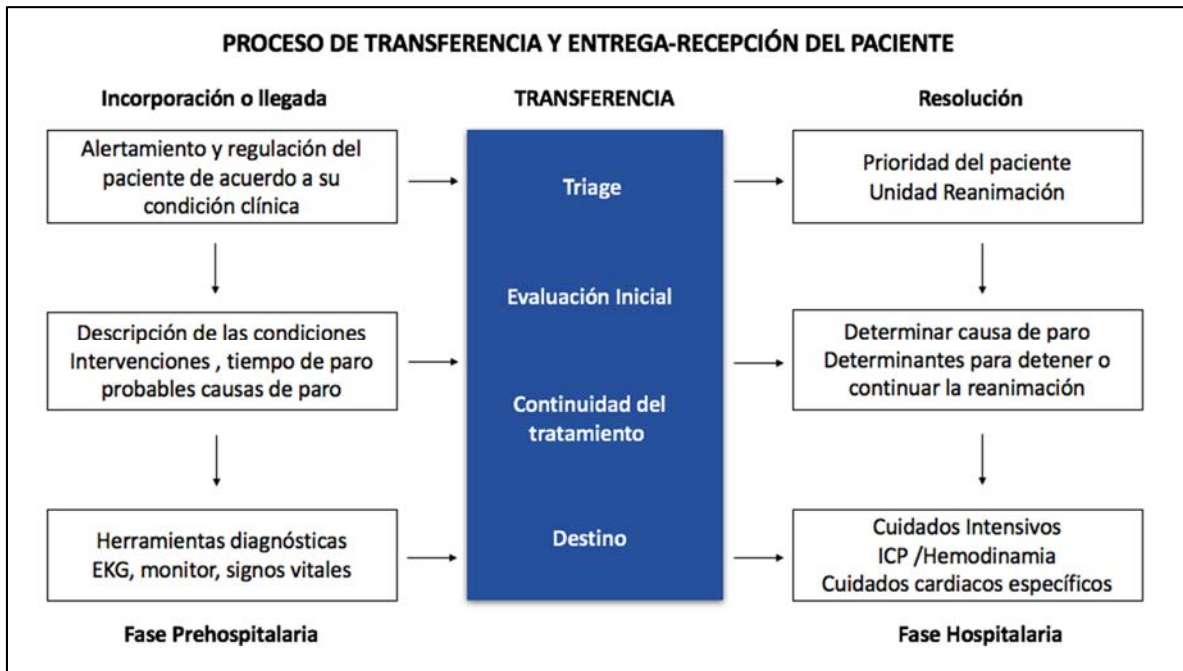 PROCESO DE TRANSFERENCIA Y ENTREGA-RECEPCIÓN DEL PACIENTE
Incorporación o llegada
Alertamiento y regulación del
paciente de acuerdo a su
condición clínica
Descripción de las condiciones
Intervenciones , tiempo de paro
probables causas de paro
Herramientas diagnósticas
EKG, monitor, signos vitales
Fase Prehospitalaria
TRANSFERENCIA
Triage
Evaluación Inicial
Continuidad del
tratamiento
Destino
Resolución
Prioridad del paciente
Unidad Reanimación
Determinar causa de paro
Determinantes para detener o
continuar la reanimación
Cuidados Intensivos
ICP /Hemodinamia
Cuidados cardiacos específicos
Fase Hospitalaria